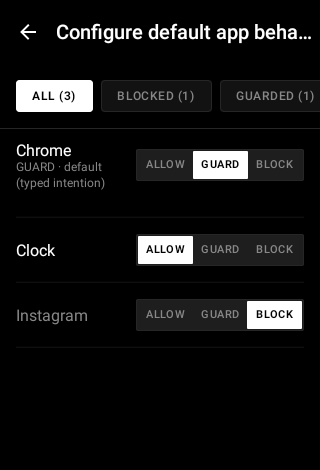 Configure default app beha…
ALL (3) BLOCKED (1) GUARDED (1)
Chrome
GUARD · default
(typed intention)
ALLOW GUARD BLOCK
Clock
ALLOW GUARD BLOCK
Instagram
ALLOW GUARD BLOCK